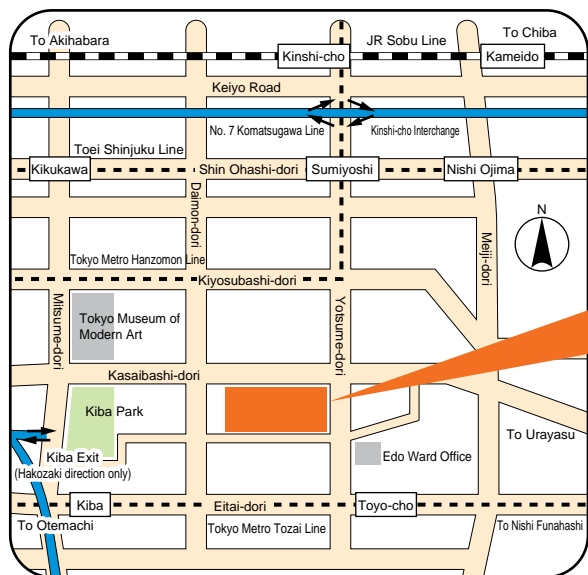 To Akihabara
JR Sobu Line
To Chiba
Kinshi-cho
Kameido
Keiyo Road
No. 7 Komatsugawa Line
Kinshi-cho Interchange
Toei Shinjuku Line
Kikukawa
Shin Ohashi-dori
Sumiyoshi
Nishi Ojima
Daimon-dori
Meiji-dori
N
Tokyo Metro Hanzomon Line
Kiyosubashi-dori
Mitsume-dori
Yotsume-dori
Tokyo Museum of
Modern Art
Kasaibashi-dori
Kiba Park
To Urayasu
Kiba Exit
(Hakozaki direction only)
Edo Ward Office
Kiba
Eitai-dori
Toyo-cho
To Otemachi
Tokyo Metro Tozai Line
To Nishi Funahashi